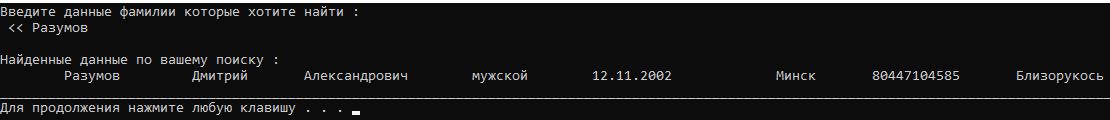 Введите данные фамилии которые хотите найти :
<< Разумов
Найденные данные по вашему поиску :
Разумов Дмитрий Александрович мужской 12.11.2002 Минск 80447104585 Близорукось
Для продолжения нажмите любую клавишу . . .